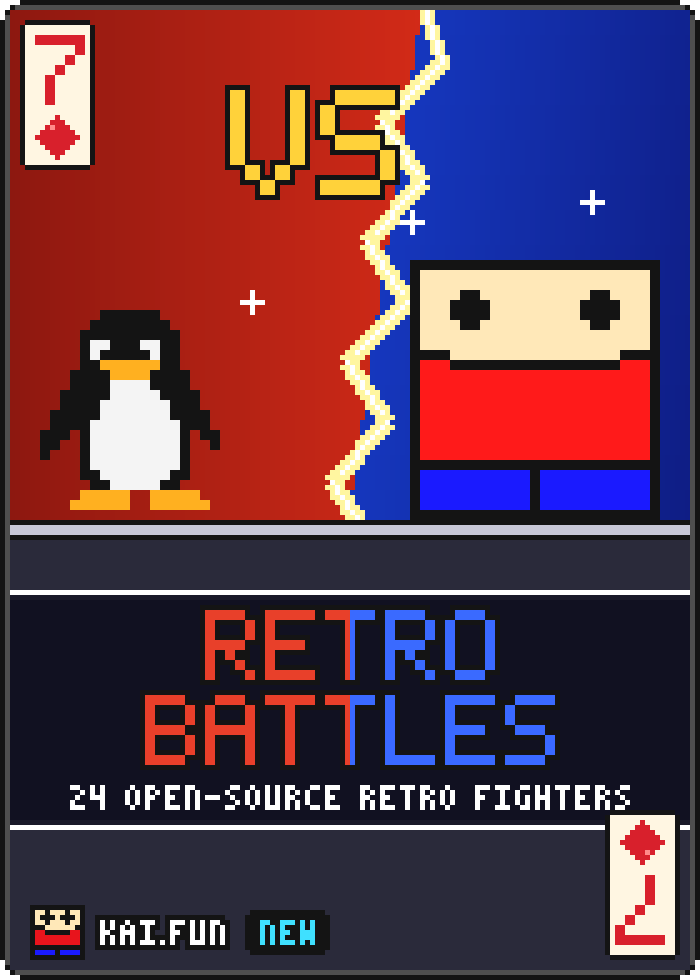 7
VS
RETRO
BATTLES
24 OPEN-SOURCE RETRO FIGHTERS
7
KAI.FUN NEW